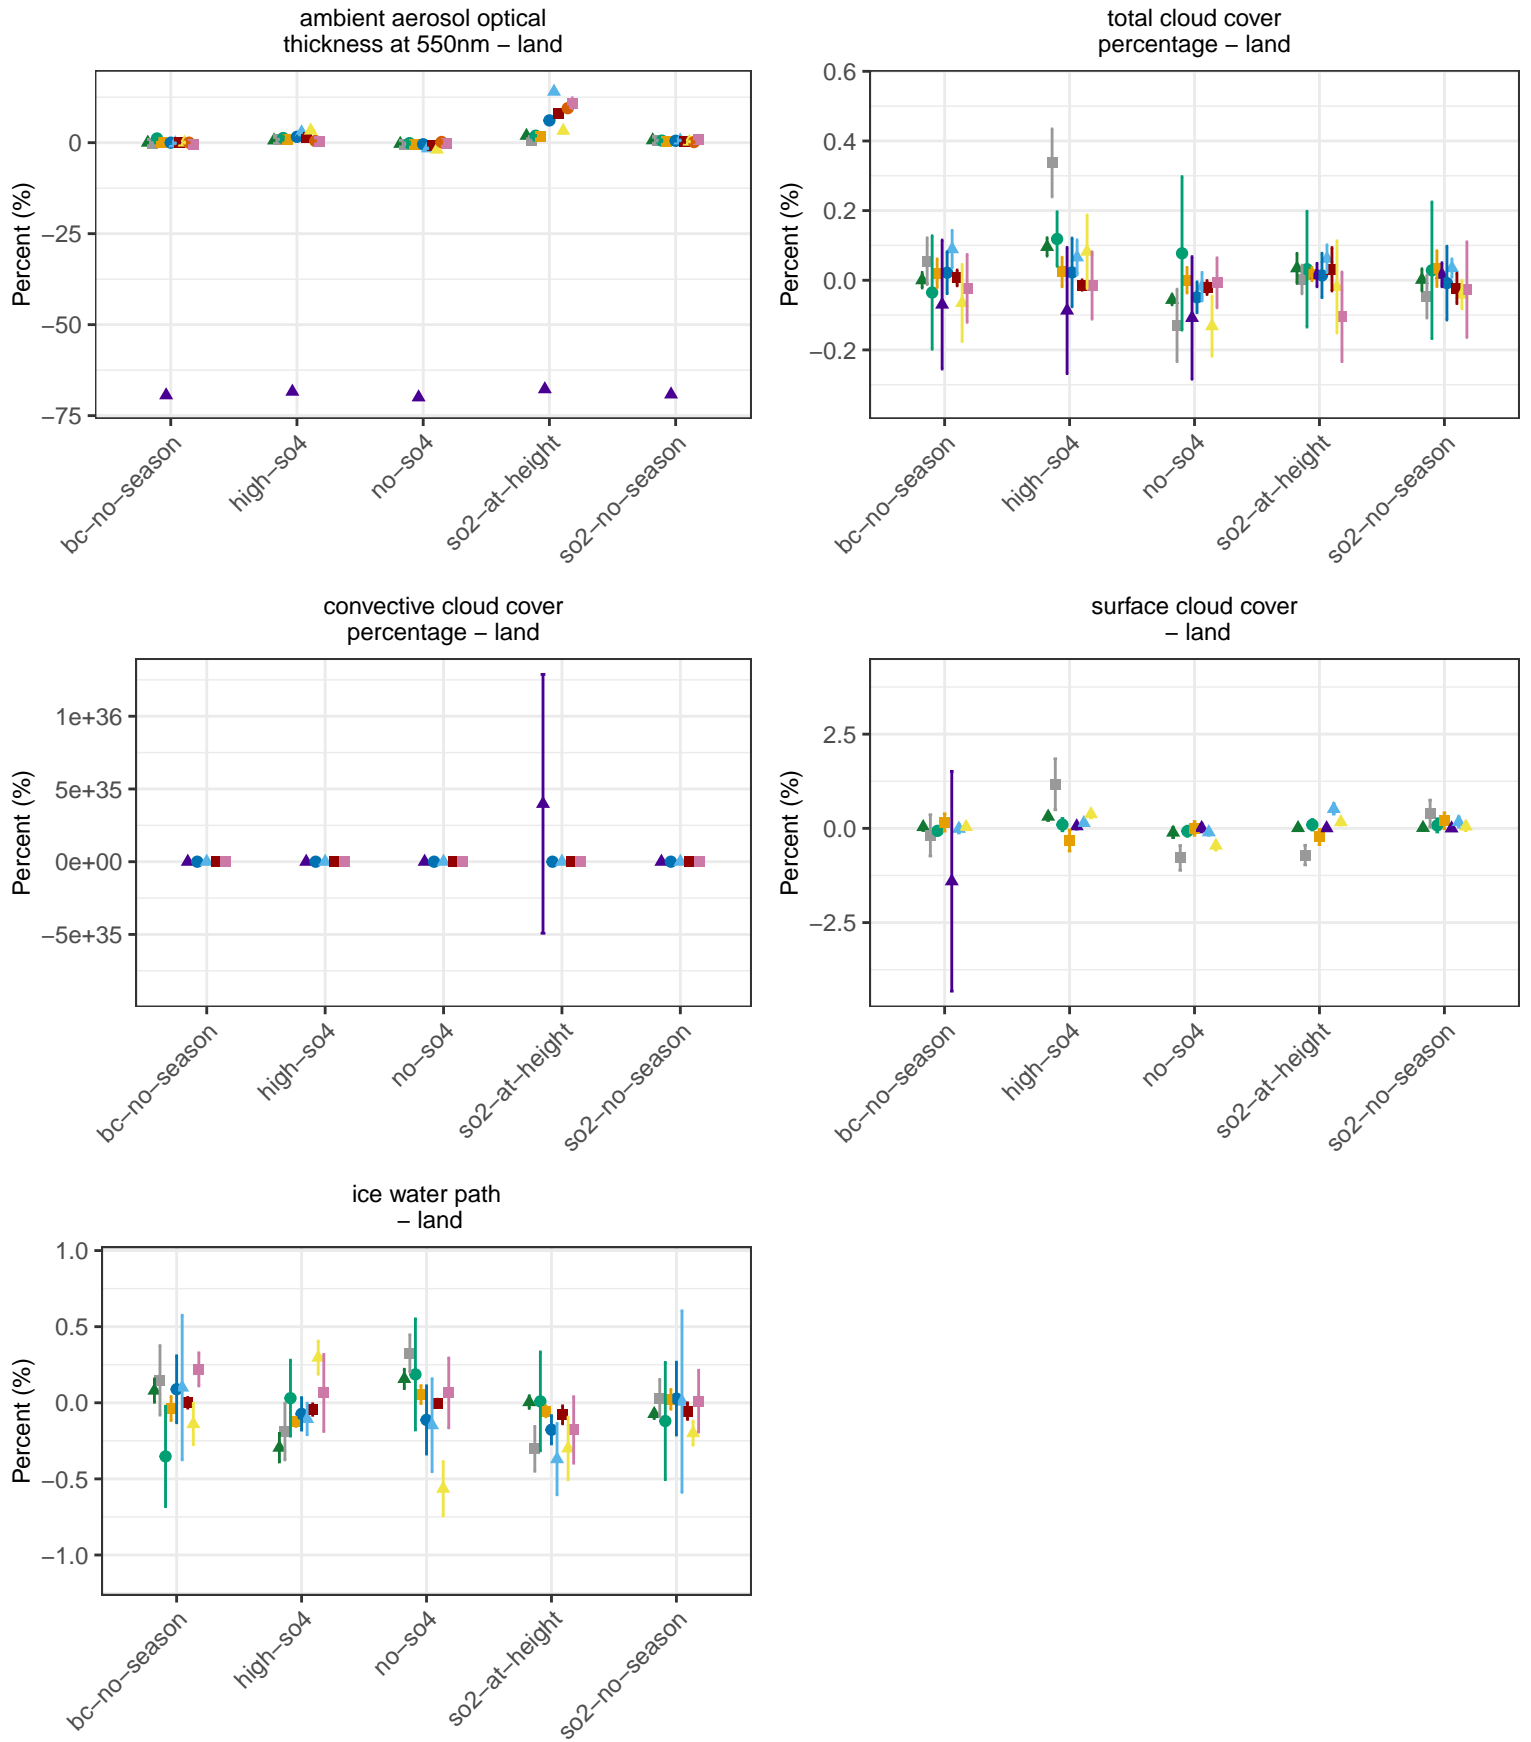 ambient aerosol optical
thickness at 550nm – land
Percent (%)
0
−25
−50
−75
bc−no−season
high−so4
no−so4
so2−at−height
so2−no−season
total cloud cover
percentage – land
Percent (%)
0.6
0.4
0.2
0.0
−0.2
bc−no−season
high−so4
no−so4
so2−at−height
so2−no−season
convective cloud cover
percentage – land
Percent (%)
1e+36
5e+35
0e+00
−5e+35
bc−no−season
high−so4
no−so4
so2−at−height
so2−no−season
surface cloud cover
– land
Percent (%)
2.5
0.0
−2.5
bc−no−season
high−so4
no−so4
so2−at−height
so2−no−season
ice water path
– land
Percent (%)
1.0
0.5
0.0
−0.5
−1.0
bc−no−season
high−so4
no−so4
so2−at−height
so2−no−season